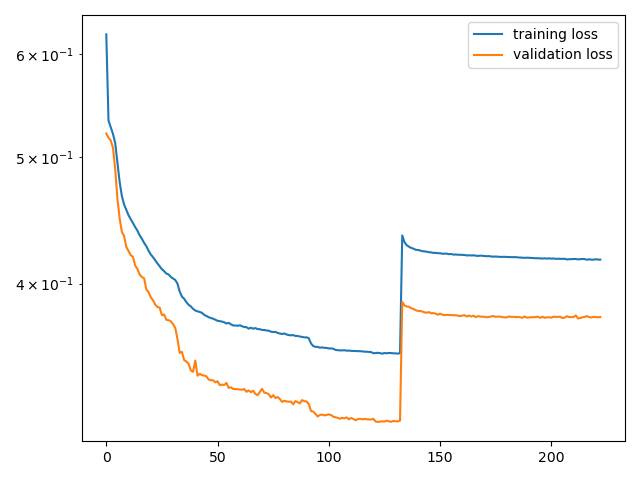 training loss
validation loss
6 × 10⁻¹
5 × 10⁻¹
4 × 10⁻¹
0
50
100
150
200